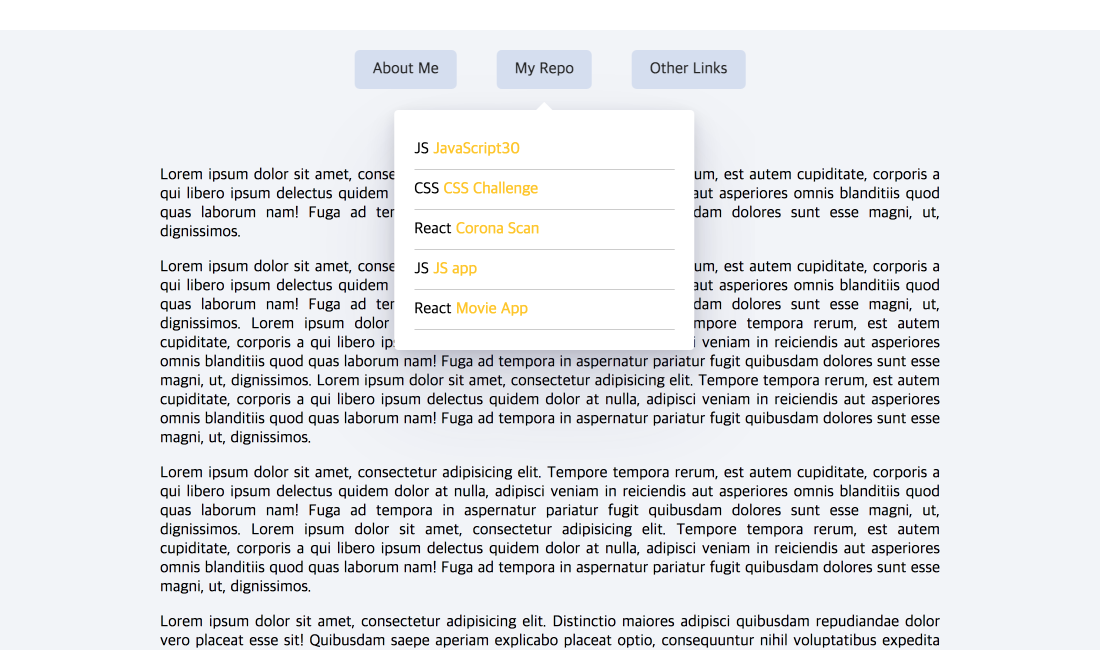 About Me My Repo Other Links
JS JavaScript30
CSS CSS Challenge
React Corona Scan
JS JS app
React Movie App
Lorem ipsum dolor sit amet, conse um, est autem cupiditate, corporis a
qui libero ipsum delectus quidem aut asperiores omnis blanditiis quod
quas laborum nam! Fuga ad ter dam dolores sunt esse magni, ut,
dignissimos.
Lorem ipsum dolor sit amet, conse um, est autem cupiditate, corporis a
qui libero ipsum delectus quidem aut asperiores omnis blanditiis quod
quas laborum nam! Fuga ad ter dam dolores sunt esse magni, ut,
dignissimos. Lorem ipsum dolor mpore tempora rerum, est autem
cupiditate, corporis a qui libero ip i veniam in reiciendis aut asperiores
omnis blanditiis quod quas laborum nam! Fuga ad tempora in aspernatur pariatur fugit quibusdam dolores sunt esse
magni, ut, dignissimos. Lorem ipsum dolor sit amet, consectetur adipisicing elit. Tempore tempora rerum, est autem
cupiditate, corporis a qui libero ipsum delectus quidem dolor at nulla, adipisci veniam in reiciendis aut asperiores
omnis blanditiis quod quas laborum nam! Fuga ad tempora in aspernatur pariatur fugit quibusdam dolores sunt esse
magni, ut, dignissimos.
Lorem ipsum dolor sit amet, consectetur adipisicing elit. Tempore tempora rerum, est autem cupiditate, corporis a
qui libero ipsum delectus quidem dolor at nulla, adipisci veniam in reiciendis aut asperiores omnis blanditiis quod
quas laborum nam! Fuga ad tempora in aspernatur pariatur fugit quibusdam dolores sunt esse magni, ut,
dignissimos. Lorem ipsum dolor sit amet, consectetur adipisicing elit. Tempore tempora rerum, est autem
cupiditate, corporis a qui libero ipsum delectus quidem dolor at nulla, adipisci veniam in reiciendis aut asperiores
omnis blanditiis quod quas laborum nam! Fuga ad tempora in aspernatur pariatur fugit quibusdam dolores sunt esse
magni, ut, dignissimos.
Lorem ipsum dolor sit amet, consectetur adipisicing elit. Distinctio maiores adipisci quibusdam repudiandae dolor
vero placeat esse sit! Quibusdam saepe aperiam explicabo placeat optio, consequuntur nihil voluptatibus expedita